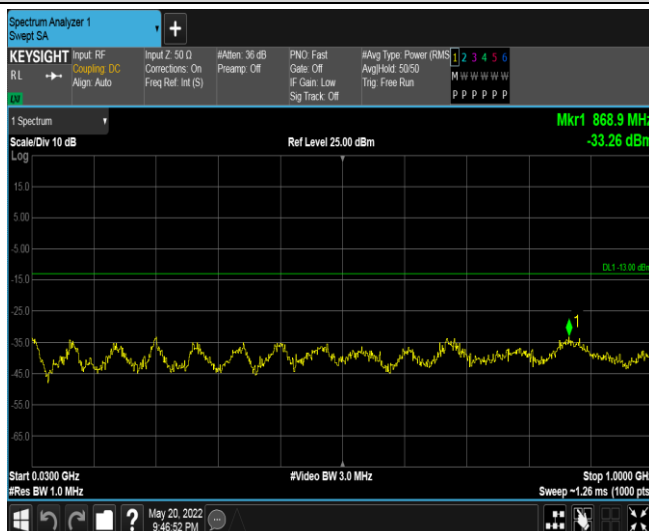 Spectrum Analyzer 1
Swept SA
+
KEYSIGHT
RL
Input: RF
Coupling: DC
Align: Auto
Input Z: 50 Ω
Corrections: On
Freq Ref: Int (S)
#Atten: 36 dB
Preamp: Off
PNO: Fast
Gate: Off
IF Gain: Low
Sig Track: Off
#Avg Type: Power (RMS
Avg|Hold: 50/50
Trig: Free Run
1 2 3 4 5 6
M W W W W W
P P P P P P
1 Spectrum
Mkr1 868.9 MHz
Scale/Div 10 dB
Ref Level 25.00 dBm
-33.26 dBm
Log
15.0
5.00
-5.00
DL1 -13.00 dBm
-15.0
-25.0
1
-35.0
-45.0
-55.0
-65.0
Start 0.0300 GHz
#Video BW 3.0 MHz
Stop 1.0000 GHz
#Res BW 1.0 MHz
Sweep ~1.26 ms (1000 pts)
?
May 20, 2022
9:46:52 PM